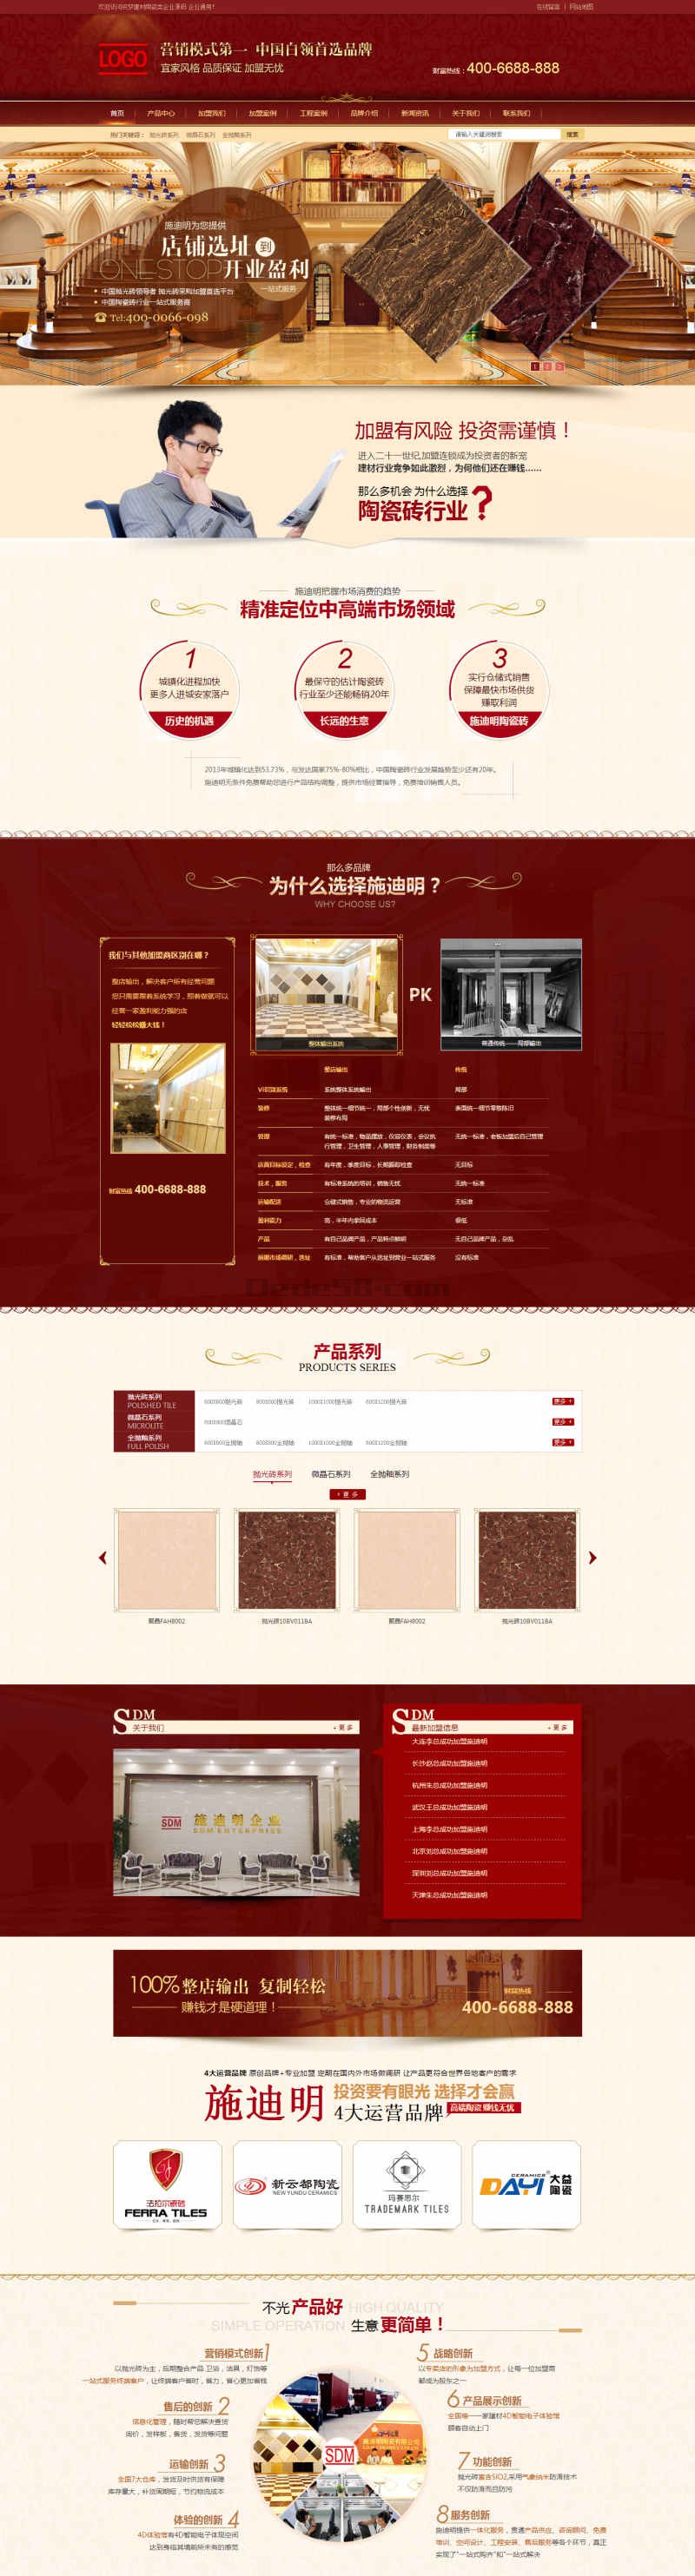 在线留言 | 网站地图
LOGO
营销模式第一 中国白领首选品牌
宜家风格 品质保证 加盟无忧
财富热线：400-6688-888
首页 产品中心 加盟我们 加盟案例 工程案例 品牌介绍 新闻资讯 关于我们 联系我们
热门关键词： 抛光砖系列 微晶石系列 全抛釉系列
请输入关键词搜索 搜索
施迪明为您提供
店铺选址到
ONE STOP 开业盈利
一站式服务
中国抛光砖领导者 抛光砖采购加盟首选平台
中国陶瓷砖行业一站式服务商
Tel:400-0066-098
1 2 3
加盟有风险 投资需谨慎！
进入二十一世纪,加盟连锁成为投资者的新宠
建材行业竞争如此激烈，为何他们还在赚钱......
那么多机会 为什么选择
陶瓷砖行业？
施迪明把握市场消费的趋势
精准定位中高端市场领域
1
城镇化进程加快
更多人进城安家落户
历史的机遇
2
最保守的估计陶瓷砖
行业至少还能畅销20年
长远的生意
3
实行仓储式销售
保障最快市场供货
赚取利润
施迪明陶瓷砖
2013年城镇化达到53.73%，与发达国家75%-80%相比，中国陶瓷砖行业发展趋势至少还有20年。
施迪明无条件免费帮助您进行产品结构调整，提供市场经营指导，免费培训销售人员。
那么多品牌
为什么选择施迪明？
WHY CHOOSE US?
我们与其他加盟商区别在哪？
整店输出，解决客户所有经营问题
您只需要跟着系统学习，照着做就可以
经营一家盈利能力强的店
轻轻松松赚大钱！
财富热线 400-6688-888
整体输出系统
PK
普通传统——局部输出
整店输出 传统
VI识别系统 系统整体系统输出 局部
装修 整体统一细节统一，局部个性创新，无忧 表面统一细节零散陈旧
装修布局
管理 有统一标准，物品摆放，仪容仪表，会议执 无统一标准，老板加盟后自己管理
行管理，卫生管理，人事管理，财务制度等
店面目标设定，检查 有年度，季度目标，长期跟踪检查 无目标
技术，服务 有标准系统的培训，销售无忧 无统一标准
运输配送 仓储式销售，专业的物流运营 无标准
盈利能力 高，半年内拿回成本 极低
产品 有自己品牌产品，产品特点鲜明 无自己品牌产品，杂乱
前期市场调研，选址 有标准，帮助客户从选址到营业一站式服务 没有标准
Dede58.com
产品系列
PRODUCTS SERIES
抛光砖系列
POLISHED TILE
600X600抛光砖 800X800抛光砖 1000X1000抛光砖 600X1200抛光砖 更多 +
微晶石系列
MICROLITE
800X800微晶石 更多 +
全抛釉系列
FULL POLISH
600X600全抛釉 800X800全抛釉 1000X1000全抛釉 600X1200全抛釉 更多 +
抛光砖系列 微晶石系列 全抛釉系列
+ 更 多
聚晶FAH8002 抛光砖10BV011BA 聚晶FAH8002 抛光砖10BV011BA
SDM
关于我们 + 更 多
SDM 施迪明企业
SDM ENTERPRISE
SDM
最新加盟信息 + 更 多
大连李总成功加盟施迪明
长沙赵总成功加盟施迪明
杭州朱总成功加盟施迪明
武汉王总成功加盟施迪明
上海李总成功加盟施迪明
北京刘总成功加盟施迪明
深圳刘总成功加盟施迪明
天津朱总成功加盟施迪明
100%整店输出 复制轻松
赚钱才是硬道理！
财富热线
400-6688-888
4大运营品牌 原创品牌+专业加盟 定期在国内外市场做调研 让产品更符合世界各地客户的需求
施迪明 投资要有眼光 选择才会赢
4大运营品牌 高端陶瓷 赚钱无忧
法拉尔瓷砖
FERRA TILES
新云都陶瓷
NEW YUNDU CERAMICS
玛赛思尔
TRADEMARK TILES
CERAMICS
DAYI 大益陶瓷
不光产品好 HIGH QUALITY
SIMPLE OPERATION 生意更简单！
营销模式创新 1
以抛光砖为主，后期整合产品 卫浴，洁具，灯饰等
一站式服务终端客户，让终端客户省时，省力，省心更加省钱
售后的创新 2
信息化管理，随时帮您解决查货
询价，发样板，备货，发货等问题
运输创新 3
全国7大仓库，发货及时供货有保障
库存量大，补货周期短，节约物流成本
体验的创新 4
4D体验馆有4D智能电子体现空间
达到身临其境前所未有的感觉
SDM
5 战略创新
以专卖店的形象为加盟方式，让每一位加盟商
都成为股东之一
6 产品展示创新
全国唯一一家建材4D智能电子体验馆
顾客自动上门
7 功能创新
抛光砖富含SIO2,采用气象纳米防滑技术
不仅防滑而且防污
8 服务创新
施迪明提供一体化服务，贯通产品供应、咨询顾问、免费
培训、空间设计、工程安装、售后服务等各个环节，真正
实现了“一站式购齐”和“一站式解决